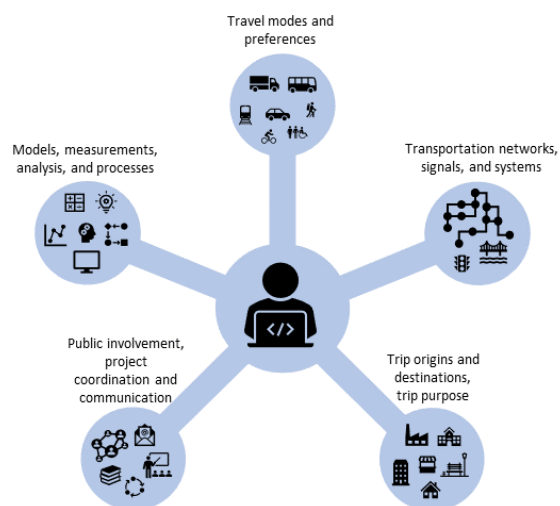 Travel modes and
preferences
Models, measurements,
analysis, and processes
Transportation networks,
signals, and systems
</>
Public involvement,
project
coordination and
communication
Trip origins and
destinations,
trip purpose